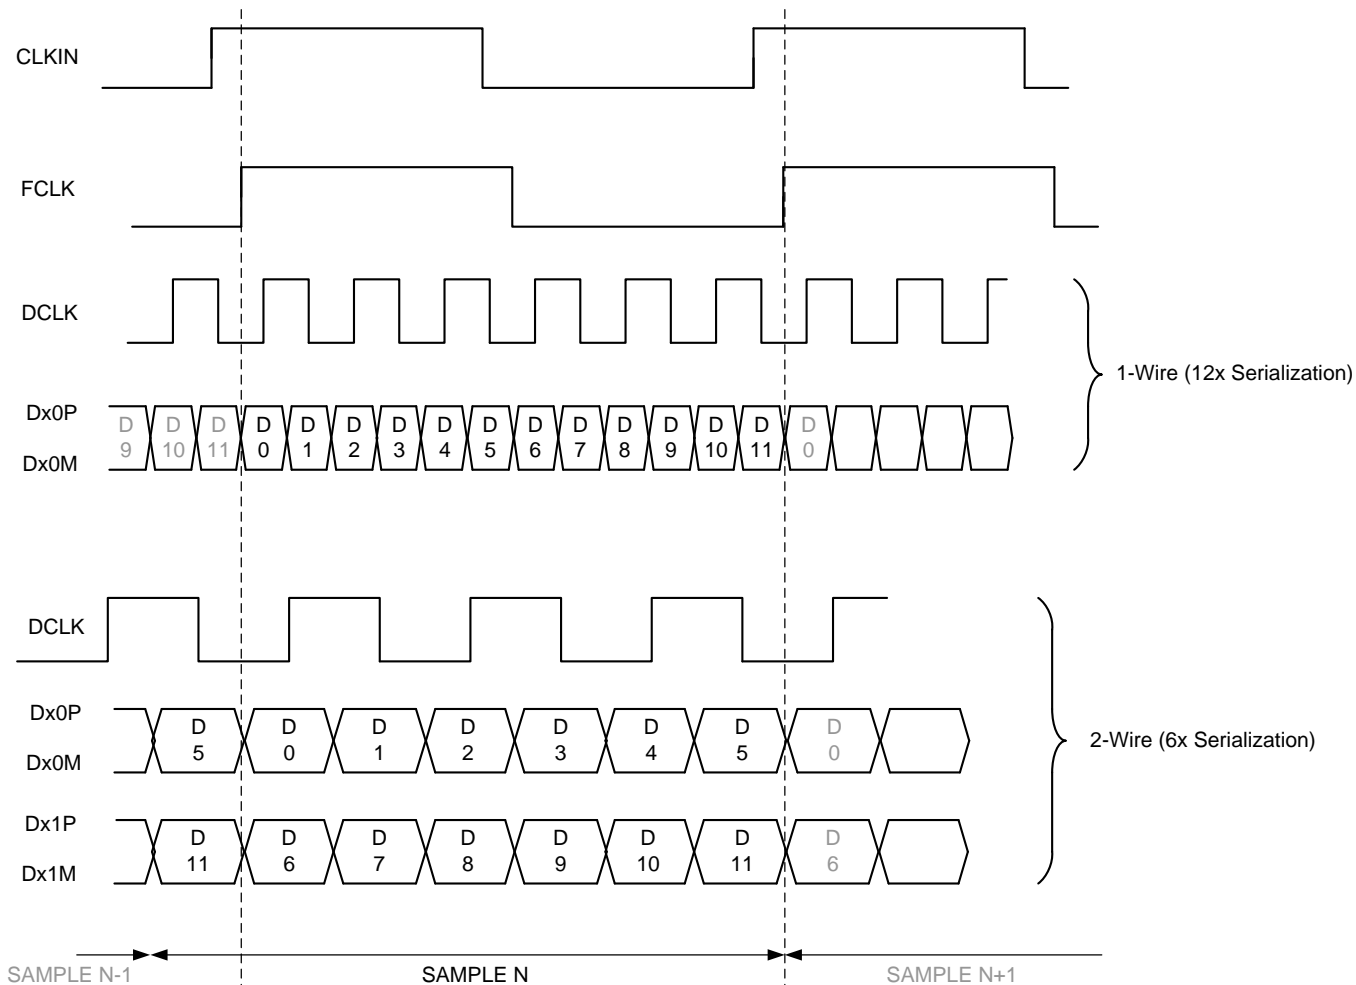 CLKIN
FCLK
DCLK
1-Wire (12x Serialization)
Dx0P
Dx0M
D 9 D 10 D 11 D 0 D 1 D 2 D 3 D 4 D 5 D 6 D 7 D 8 D 9 D 10 D 11 D 0
DCLK
2-Wire (6x Serialization)
Dx0P
Dx0M
D 5 D 0 D 1 D 2 D 3 D 4 D 5 D 0
Dx1P
Dx1M
D 11 D 6 D 7 D 8 D 9 D 10 D 11 D 6
SAMPLE N-1 SAMPLE N SAMPLE N+1